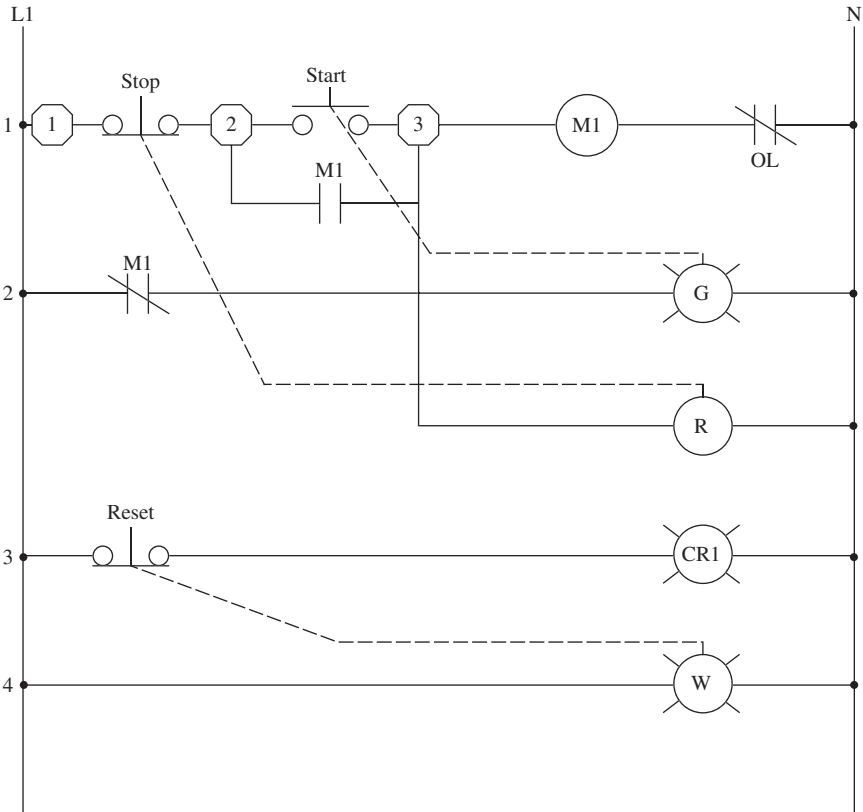 L1 N
Stop Start
1 1 2 3 M1
OL
M1
M1
2 G
R
Reset
3 CR1
4 W